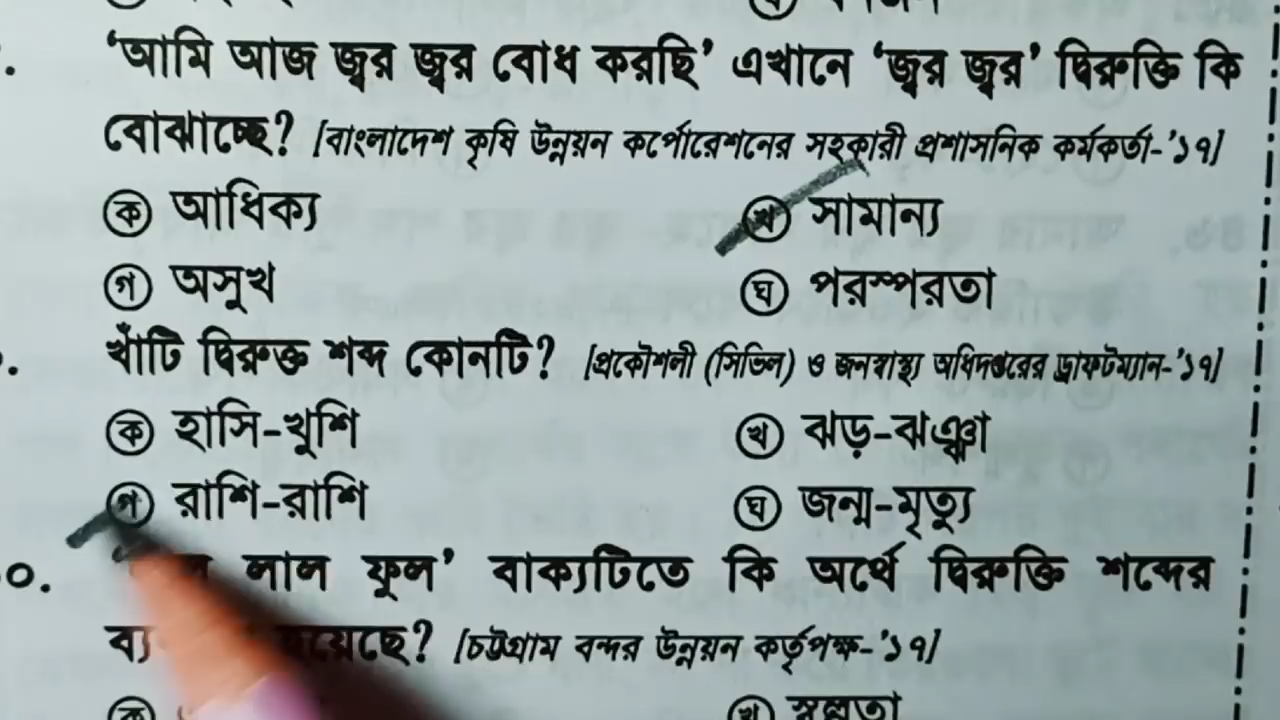 'আমি আজ জ্বর জ্বর বোধ করছি' এখানে 'জ্বর জ্বর' দ্বিরুক্তি কি
বোঝাচ্ছে? [বাংলাদেশ কৃষি উন্নয়ন কর্পোরেশনের সহকারী প্রশাসনিক কর্মকর্তা-'১৭]
ক আধিক্য খ সামান্য
গ অসুখ ঘ পরস্পরতা
খাঁটি দ্বিরুক্ত শব্দ কোনটি? [প্রকৌশলী (সিভিল) ও জনস্বাস্থ্য অধিদপ্তরের ড্রাফটম্যান-'১৭]
ক হাসি-খুশি খ ঝড়-ঝঞ্ঝা
গ রাশি-রাশি ঘ জন্ম-মৃত্যু
০. লাল ফুল' বাক্যটিতে কি অর্থে দ্বিরুক্তি শব্দের
[চট্টগ্রাম বন্দর উন্নয়ন কর্তৃপক্ষ-'১৭]
ক খ স্বল্পতা